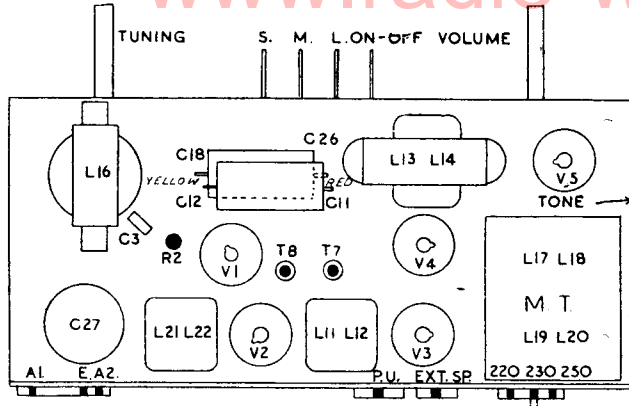 www.radio-w
TUNING S. M. L. ON-OFF VOLUME
C18 C26
L16 L13 L14
YELLOW RED V5
C12 C11
TONE
C3
R2 V1 T8 T7 V4 L17 L18
M.T.
C27 L21 L22 V2 L11 L12 V3 L19 L20
A1. E. A2. P.U. EXT. SP. 220 230 250